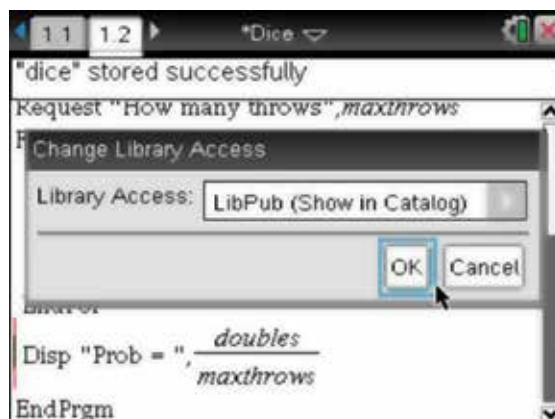 1.1 1.2 *Dice
"dice" stored successfully
Request "How many throws",maxthrows
Change Library Access
Library Access: LibPub (Show in Catalog)
OK Cancel
EndFor
Disp "Prob = ", doubles
maxthrows
EndPrgm